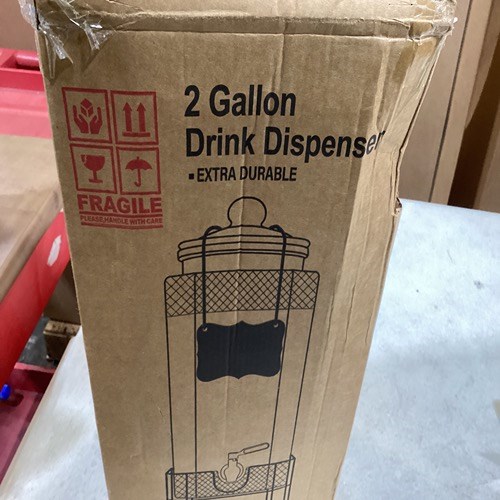 2 Gallon
Drink Dispenser
▪EXTRA DURABLE
FRAGILE
PLEASE,HANDLE WITH CARE